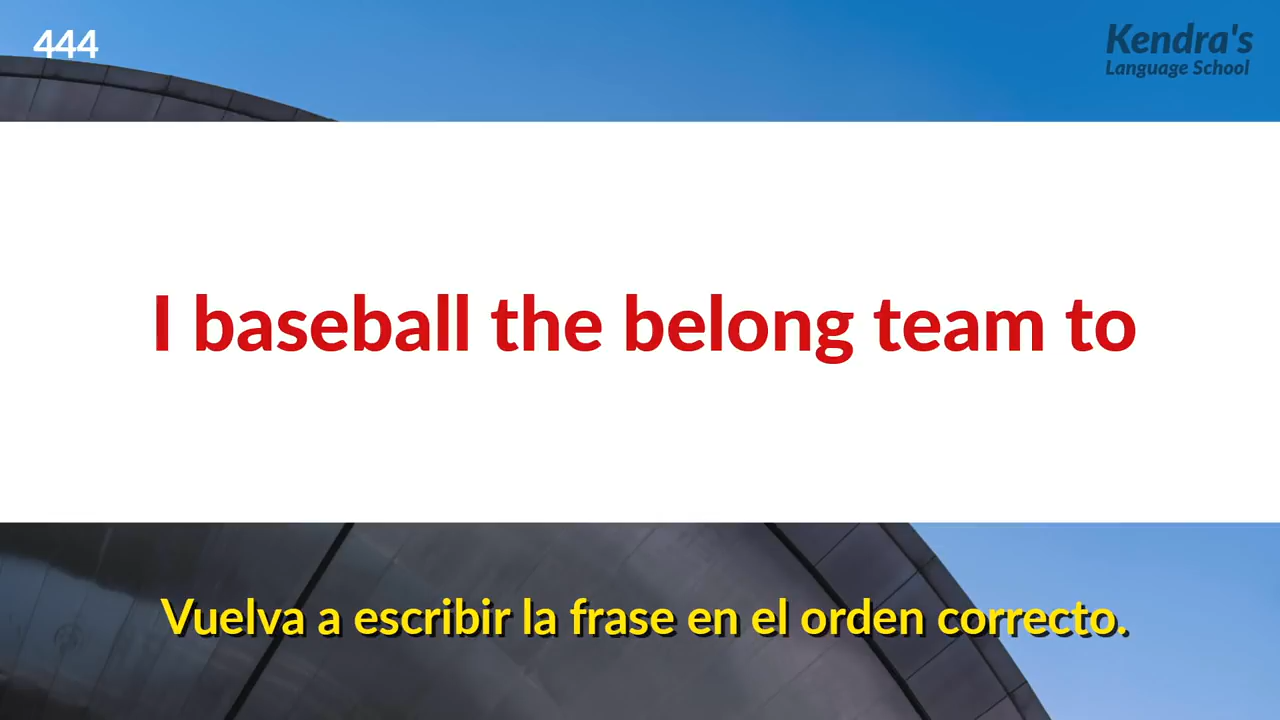 444
Kendra's
Language School
I baseball the belong team to
Vuelva a escribir la frase en el orden correcto.